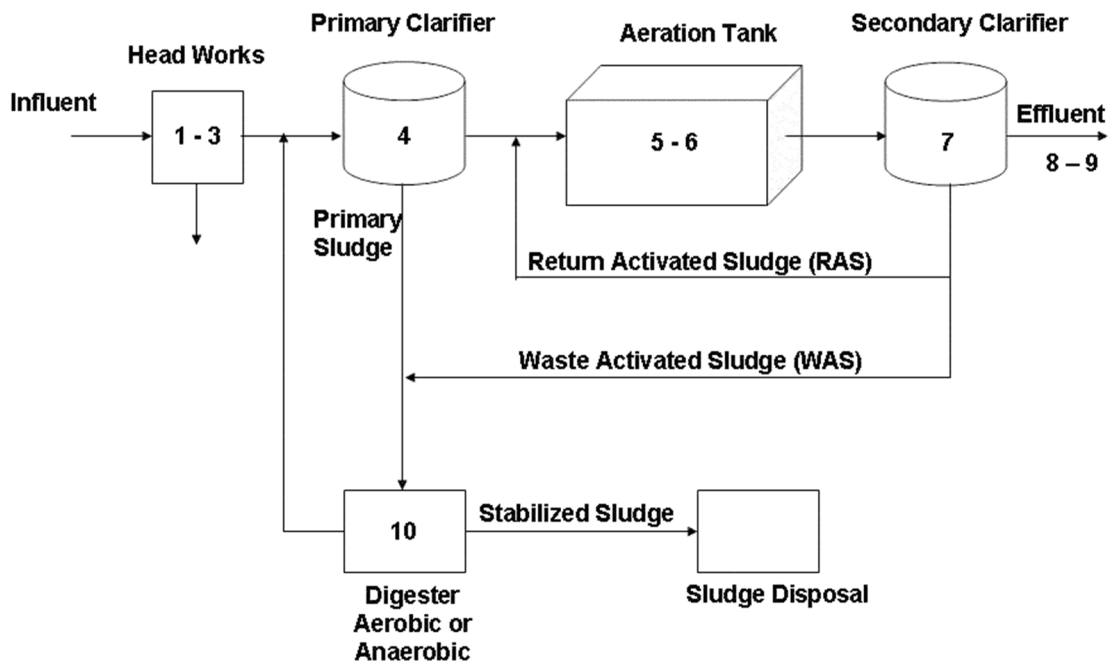 Primary Clarifier
Aeration Tank
Secondary Clarifier
Head Works
Influent
1 - 3
4
5 - 6
7
Effluent
8 – 9
Primary
Sludge
Return Activated Sludge (RAS)
Waste Activated Sludge (WAS)
10
Stabilized Sludge
Digester
Aerobic or
Anaerobic
Sludge Disposal